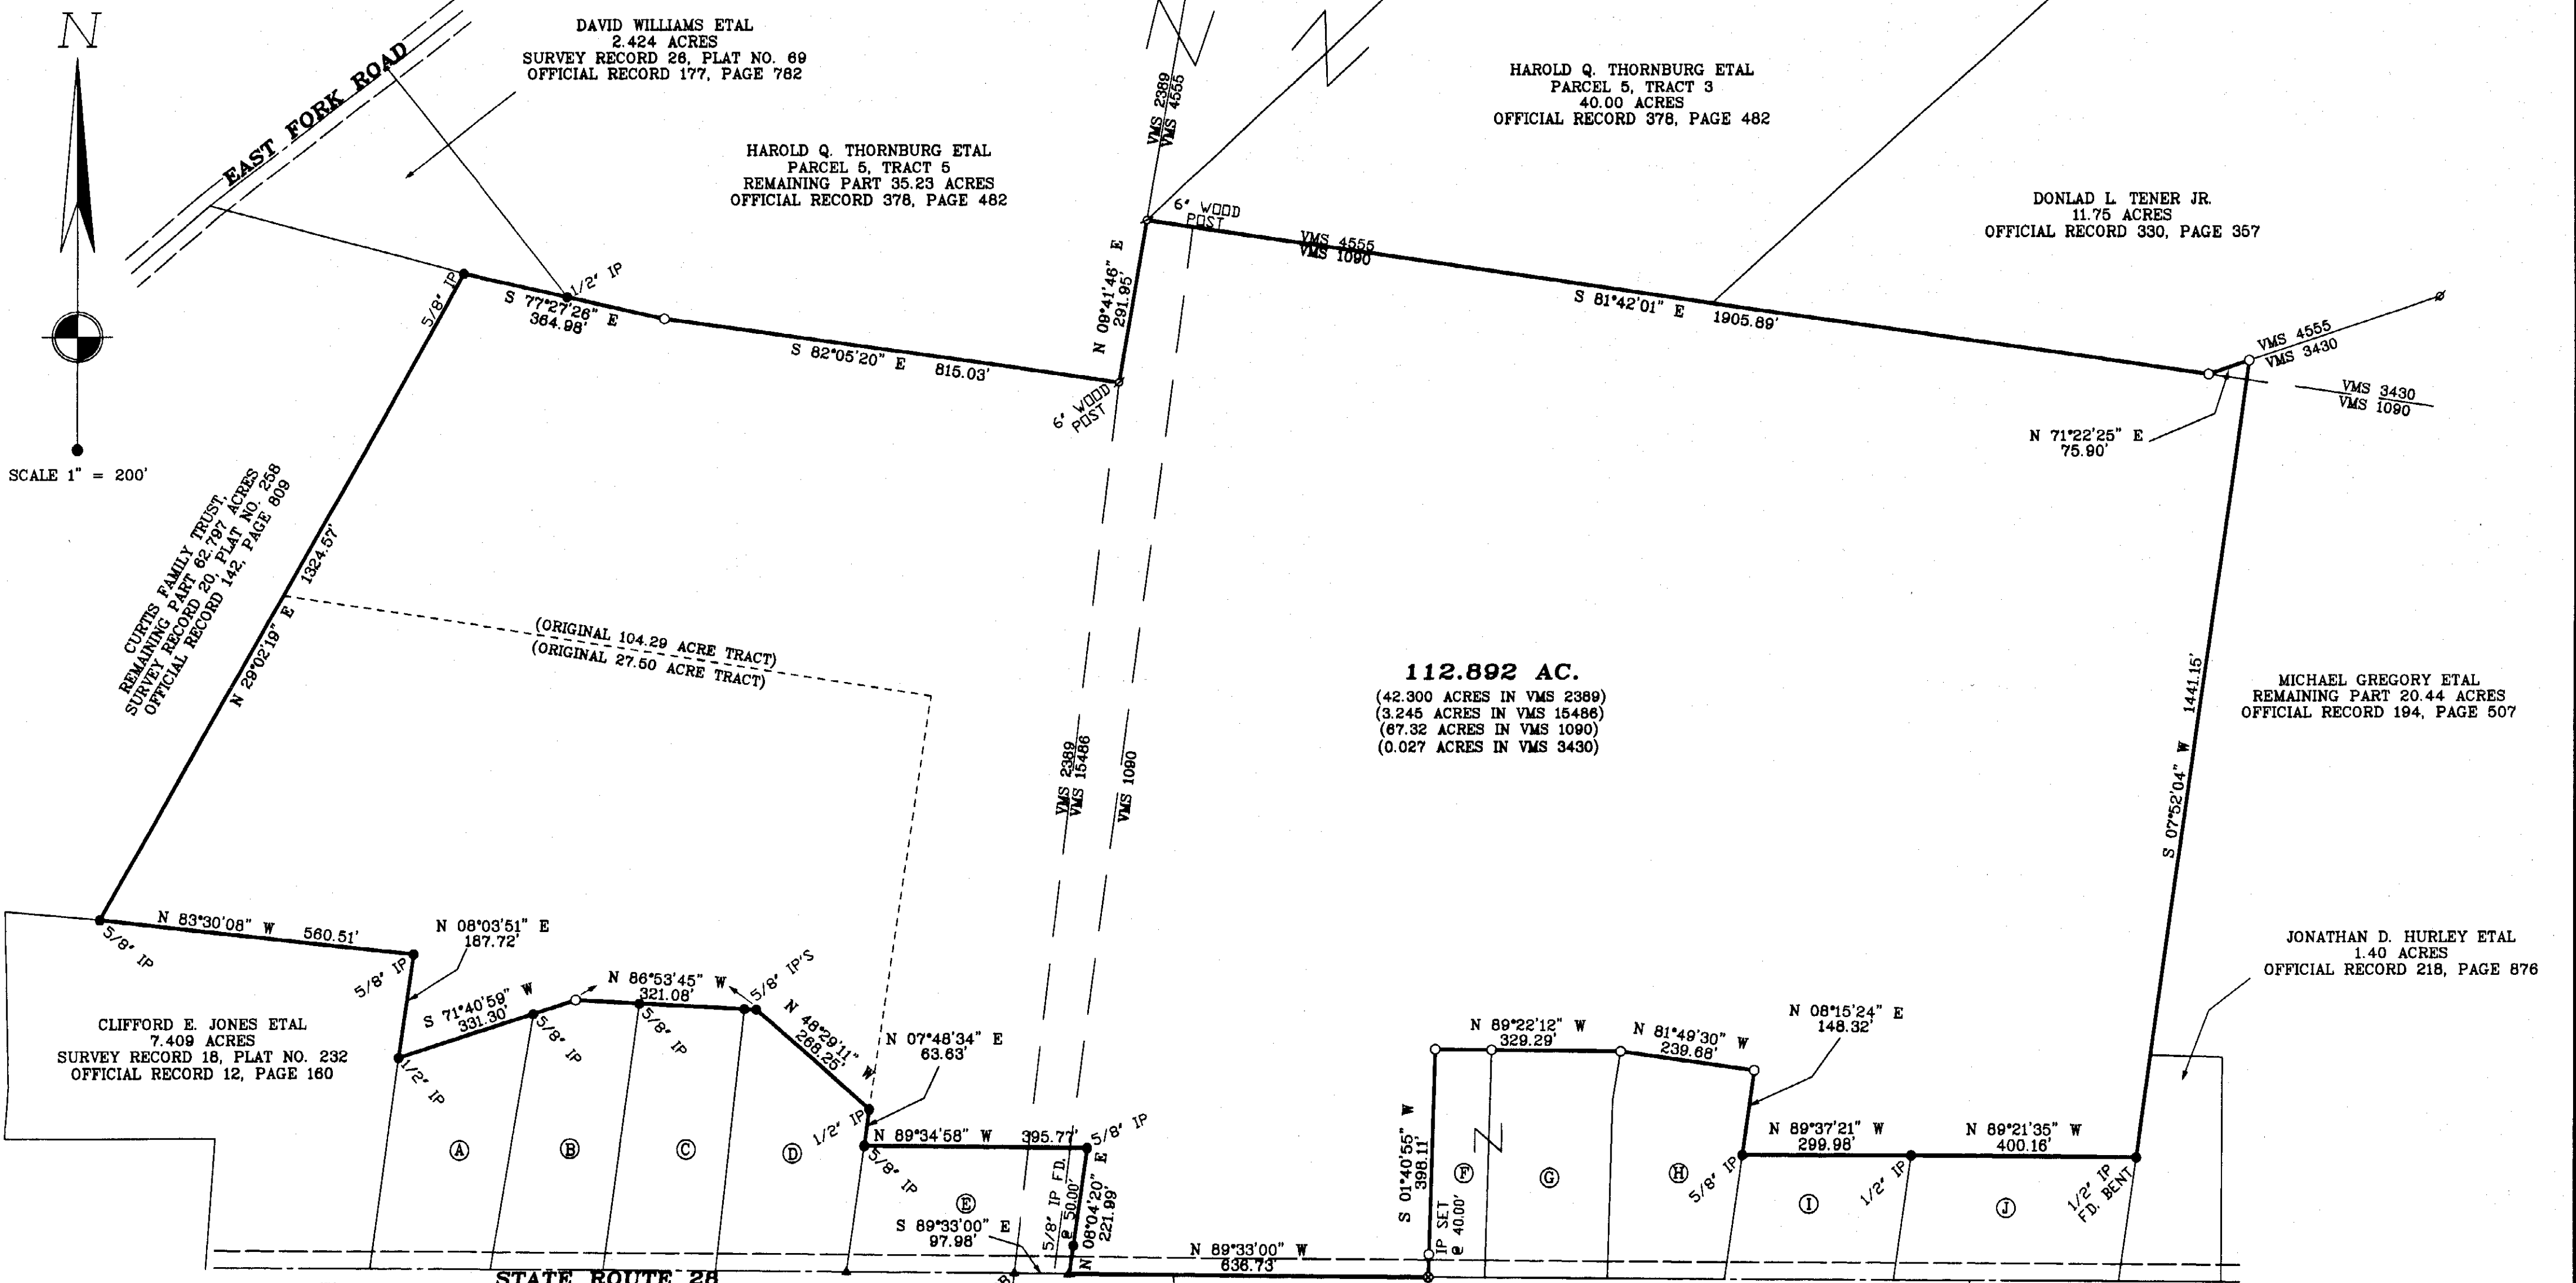 N
SCALE 1" = 200'
EAST FORK ROAD
DAVID WILLIAMS ETAL
2.424 ACRES
SURVEY RECORD 26, PLAT NO. 69
OFFICIAL RECORD 177, PAGE 782
HAROLD Q. THORNBURG ETAL
PARCEL 5, TRACT 5
REMAINING PART 35.23 ACRES
OFFICIAL RECORD 378, PAGE 482
VMS 2389
VMS 4555
HAROLD Q. THORNBURG ETAL
PARCEL 5, TRACT 3
40.00 ACRES
OFFICIAL RECORD 378, PAGE 482
DONLAD L. TENER JR.
11.75 ACRES
OFFICIAL RECORD 330, PAGE 357
6" WOOD
POST
VMS 4555
VMS 1090
S 81°42'01" E 1905.89'
VMS 4555
VMS 3430
VMS 3430
VMS 1090
N 71°22'25" E
75.90'
5/8" IP
1/2" IP
S 77°27'26" E
364.98'
S 82°05'20" E 815.03'
N 09°41'46" E
291.95'
6" WOOD
POST
CURTIS FAMILY TRUST,
REMAINING PART 62.797 ACRES
SURVEY RECORD 20, PLAT NO. 258
OFFICIAL RECORD 142, PAGE 809
N 29°02'19" E 1324.57'
(ORIGINAL 104.29 ACRE TRACT)
(ORIGINAL 27.50 ACRE TRACT)
VMS 2389
VMS 15486
VMS 1090
112.892 AC.
(42.300 ACRES IN VMS 2389)
(3.245 ACRES IN VMS 15486)
(67.32 ACRES IN VMS 1090)
(0.027 ACRES IN VMS 3430)
S 07°52'04" W 1441.15'
MICHAEL GREGORY ETAL
REMAINING PART 20.44 ACRES
OFFICIAL RECORD 194, PAGE 507
JONATHAN D. HURLEY ETAL
1.40 ACRES
OFFICIAL RECORD 218, PAGE 876
N 83°30'08" W 560.51'
5/8" IP
5/8" IP
N 08°03'51" E
187.72'
CLIFFORD E. JONES ETAL
7.409 ACRES
SURVEY RECORD 18, PLAT NO. 232
OFFICIAL RECORD 12, PAGE 160
S 71°40'59" W
331.30'
1/2" IP
5/8" IP
N 86°53'45" W
321.08'
5/8" IP
5/8" IP'S
N 48°29'11" W
268.25'
N 07°48'34" E
63.63'
1/2" IP
N 89°34'58" W 395.77'
5/8" IP
5/8" IP
A
B
C
D
E
5/8" IP FD.
@ 50.00'
N 08°04'20" E
221.99'
S 89°33'00" E
97.98'
N 89°33'00" W
636.73'
S 01°40'55" W
398.11'
IP SET
@ 40.00'
N 89°22'12" W
329.29'
N 81°49'30" W
239.68'
N 08°15'24" E
148.32'
F
G
H
5/8" IP
N 89°37'21" W
299.98'
1/2" IP
I
N 89°21'35" W
400.16'
J
1/2" IP
FD. BENT
STATE ROUTE 28